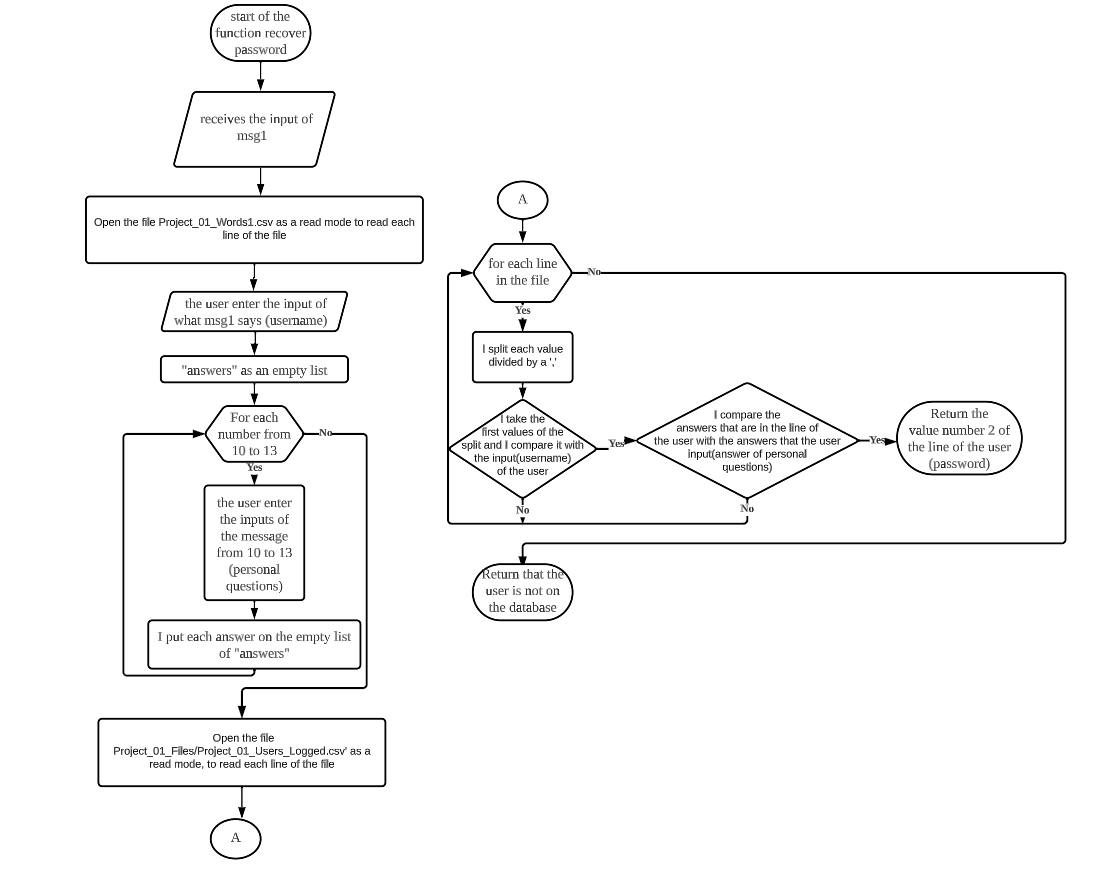 start of the
function recover
password
receives the input of
msg1
Open the file Project_01_Words1.csv as a read mode to read each
line of the file
the user enter the input of
what msg1 says (username)
"answers" as an empty list
For each
number from
10 to 13
No
Yes
the user enter
the inputs of
the message
from 10 to 13
(personal
questions)
I put each answer on the empty list
of "answers"
Open the file
Project_01_Files/Project_01_Users_Logged.csv' as a
read mode, to read each line of the file
A
A
for each line
in the file
No
Yes
I split each value
divided by a ','
I take the
first values of the
split and I compare it with
the input(username)
of the user
Yes
No
I compare the
answers that are in the line of
the user with the answers that the user
input(answer of personal
questions)
Yes
No
Return the
value number 2 of
the line of the user
(password)
Return that the
user is not on
the database